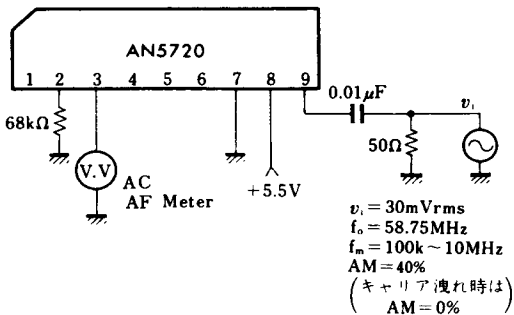 AN5720
1 2 3 4 5 6 7 8 9
0.01μF
v₁
68kΩ
50Ω
V.V
AC
AF Meter
+5.5V
v₁=30mVrms
f₀=58.75MHz
fₘ=100k~10MHz
AM=40%
(キャリア洩れ時は
AM=0%)